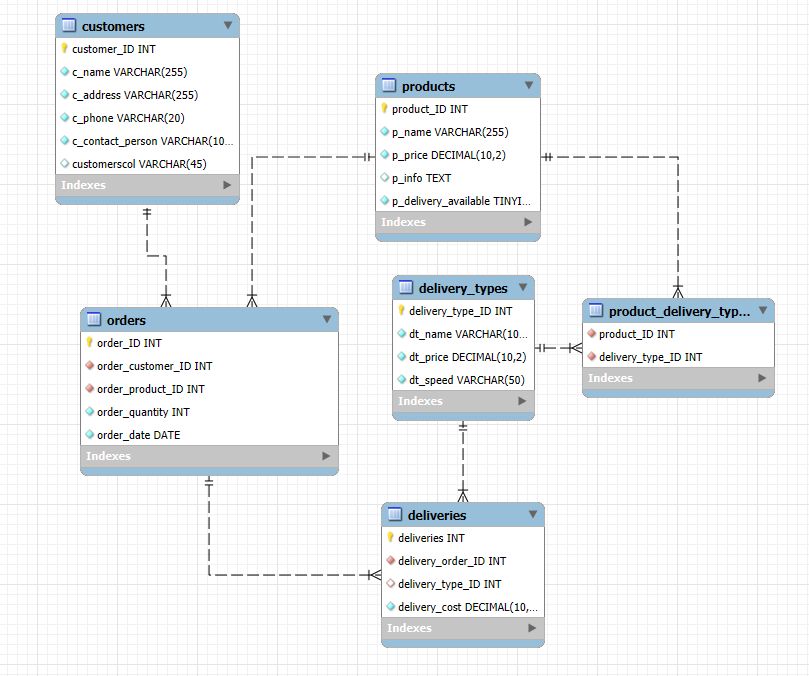 customers
customer_ID INT
c_name VARCHAR(255)
c_address VARCHAR(255)
c_phone VARCHAR(20)
c_contact_person VARCHAR(10...
customerscol VARCHAR(45)
Indexes
products
product_ID INT
p_name VARCHAR(255)
p_price DECIMAL(10,2)
p_info TEXT
p_delivery_available TINYI...
Indexes
delivery_types
delivery_type_ID INT
dt_name VARCHAR(10...
dt_price DECIMAL(10,2)
dt_speed VARCHAR(50)
Indexes
product_delivery_typ...
product_ID INT
delivery_type_ID INT
Indexes
orders
order_ID INT
order_customer_ID INT
order_product_ID INT
order_quantity INT
order_date DATE
Indexes
deliveries
deliveries INT
delivery_order_ID INT
delivery_type_ID INT
delivery_cost DECIMAL(10,...
Indexes